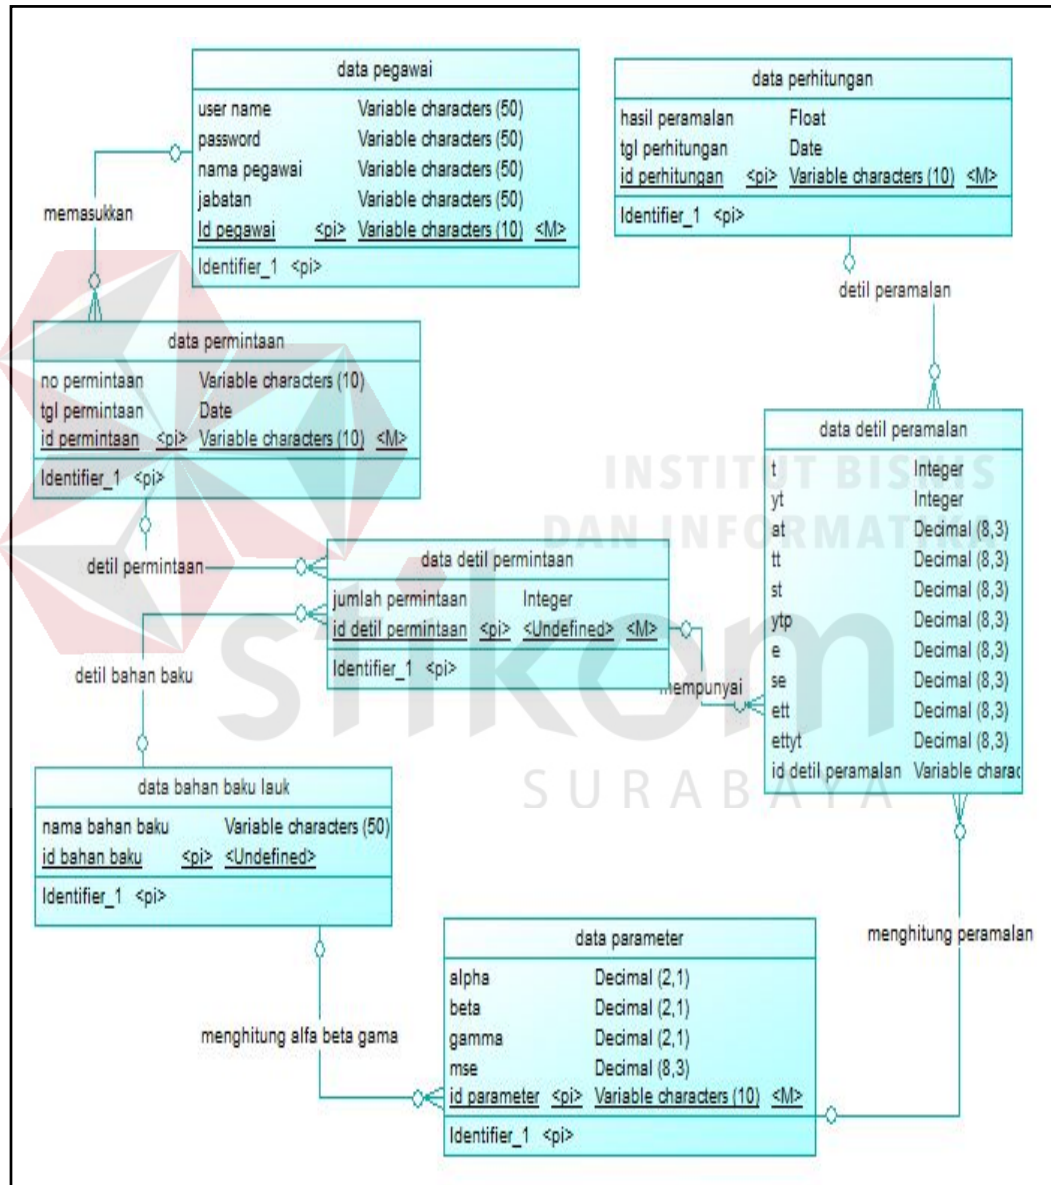 data pegawai
user name Variable characters (50)
password Variable characters (50)
nama pegawai Variable characters (50)
jabatan Variable characters (50)
Id pegawai <pi> Variable characters (10) <M>
Identifier_1 <pi>
data perhitungan
hasil peramalan Float
tgl perhitungan Date
id perhitungan <pi> Variable characters (10) <M>
Identifier_1 <pi>
memasukkan
detil peramalan
data permintaan
no permintaan Variable characters (10)
tgl permintaan Date
id permintaan <pi> Variable characters (10) <M>
Identifier_1 <pi>
data detil peramalan
t Integer
yt Integer
at Decimal (8,3)
tt Decimal (8,3)
st Decimal (8,3)
ytp Decimal (8,3)
e Decimal (8,3)
se Decimal (8,3)
ett Decimal (8,3)
ettyt Decimal (8,3)
id detil peramalan Variable charac
INSTITUT BISNIS
DAN INFORMATIKA
stikom
SURABAYA
detil permintaan
data detil permintaan
jumlah permintaan Integer
id detil permintaan <pi> <Undefined> <M>
Identifier_1 <pi>
detil bahan baku
mempunyai
data bahan baku lauk
nama bahan baku Variable characters (50)
id bahan baku <pi> <Undefined>
Identifier_1 <pi>
menghitung peramalan
data parameter
alpha Decimal (2,1)
beta Decimal (2,1)
gamma Decimal (2,1)
mse Decimal (8,3)
id parameter <pi> Variable characters (10) <M>
Identifier_1 <pi>
menghitung alfa beta gama